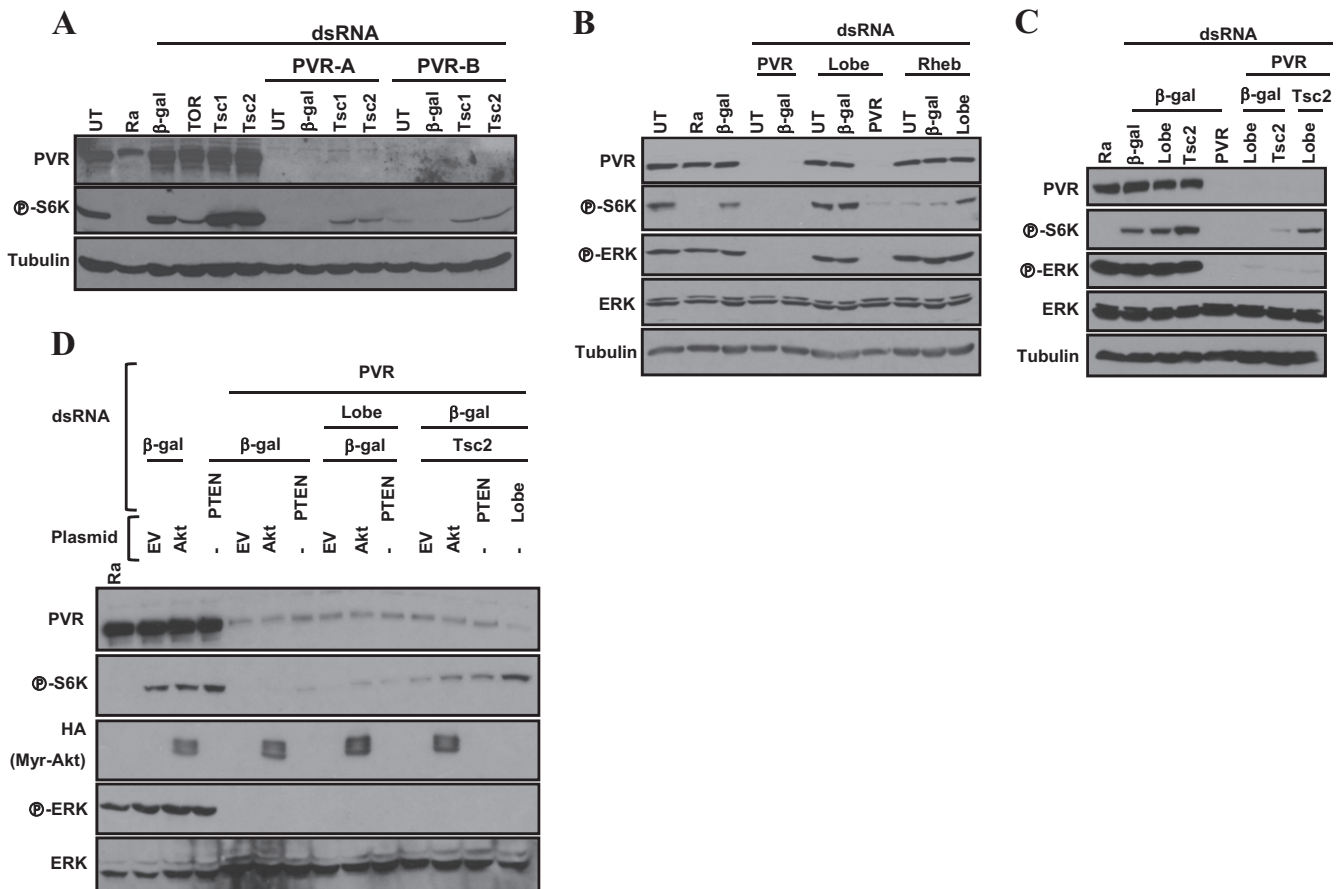 A
dsRNA
PVR-A PVR-B
UT Ra β-gal TOR Tsc1 Tsc2 UT β-gal Tsc1 Tsc2 UT β-gal Tsc1 Tsc2
PVR
Ⓟ-S6K
Tubulin
B
dsRNA
PVR Lobe Rheb
UT Ra β-gal UT β-gal UT β-gal PVR UT β-gal Lobe
PVR
Ⓟ-S6K
Ⓟ-ERK
ERK
Tubulin
C
dsRNA
PVR
β-gal β-gal Tsc2
Ra β-gal Lobe Tsc2 PVR Lobe Tsc2 Lobe
PVR
Ⓟ-S6K
Ⓟ-ERK
ERK
Tubulin
D
PVR
dsRNA
Lobe β-gal
β-gal β-gal β-gal Tsc2
PTEN PTEN PTEN PTEN Lobe
Plasmid
EV Akt - EV Akt - EV Akt - EV Akt - -
Ra
PVR
Ⓟ-S6K
HA
(Myr-Akt)
Ⓟ-ERK
ERK